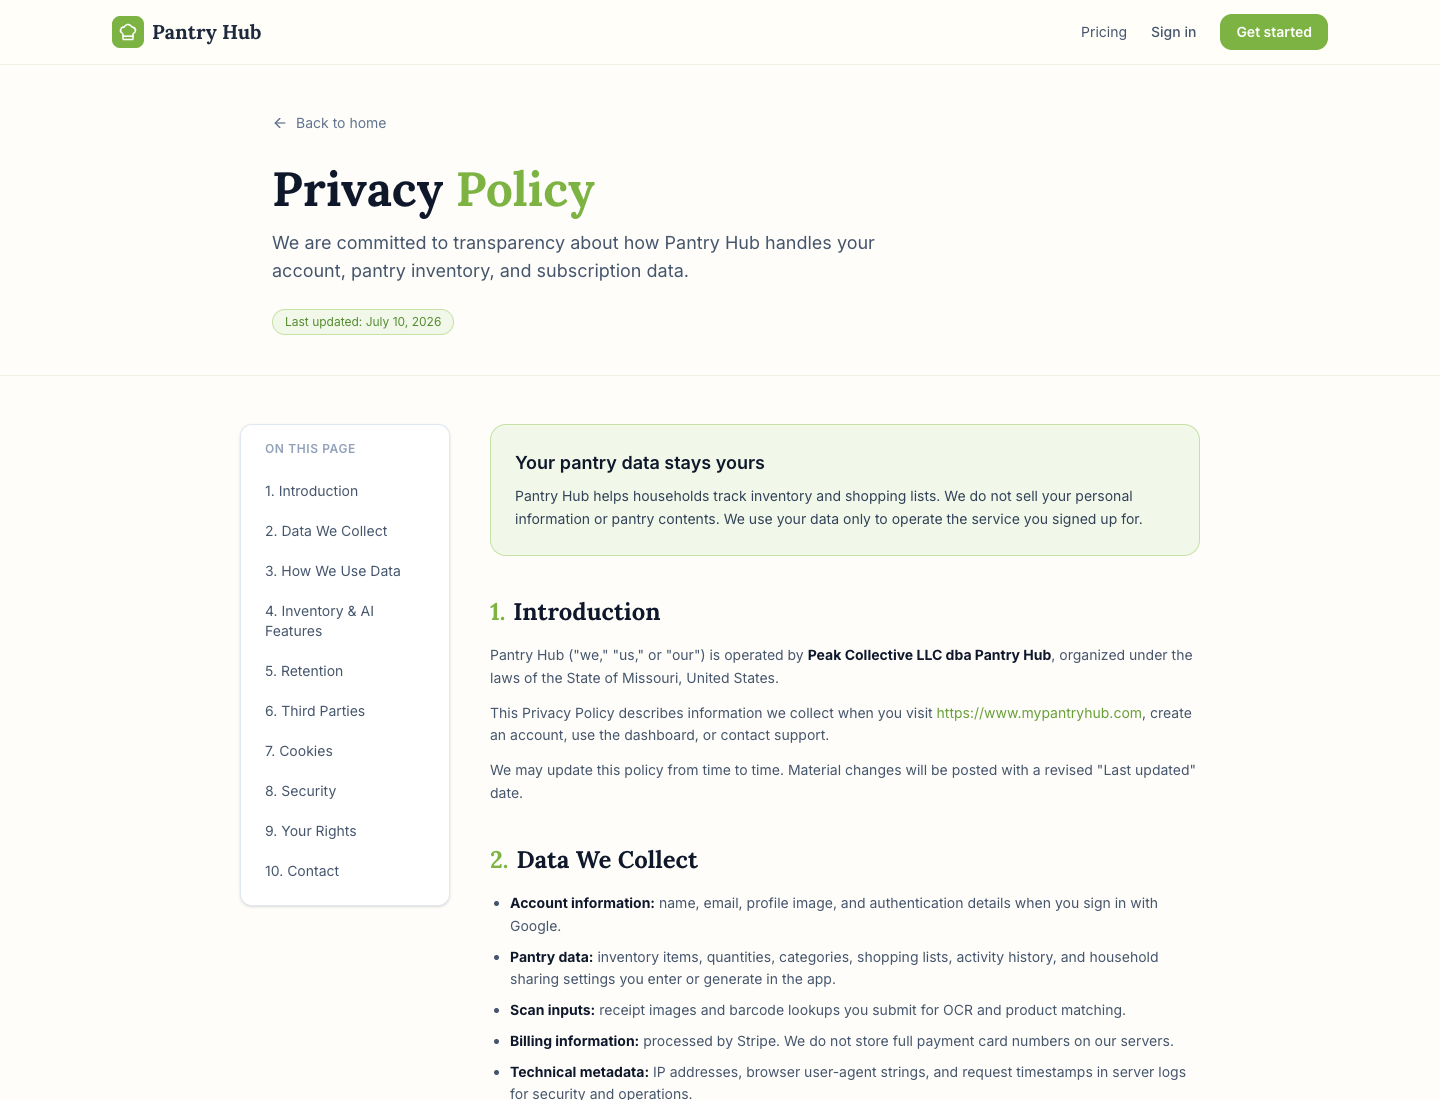 Pantry Hub
Pricing
Sign in
Get started
Back to home
Privacy Policy
We are committed to transparency about how Pantry Hub handles your
account, pantry inventory, and subscription data.
Last updated: July 10, 2026
ON THIS PAGE
1. Introduction
2. Data We Collect
3. How We Use Data
4. Inventory & AI
Features
5. Retention
6. Third Parties
7. Cookies
8. Security
9. Your Rights
10. Contact
Your pantry data stays yours
Pantry Hub helps households track inventory and shopping lists. We do not sell your personal
information or pantry contents. We use your data only to operate the service you signed up for.
1. Introduction
Pantry Hub ("we," "us," or "our") is operated by Peak Collective LLC dba Pantry Hub, organized under the
laws of the State of Missouri, United States.
This Privacy Policy describes information we collect when you visit https://www.mypantryhub.com, create
an account, use the dashboard, or contact support.
We may update this policy from time to time. Material changes will be posted with a revised "Last updated"
date.
2. Data We Collect
• Account information: name, email, profile image, and authentication details when you sign in with
Google.
• Pantry data: inventory items, quantities, categories, shopping lists, activity history, and household
sharing settings you enter or generate in the app.
• Scan inputs: receipt images and barcode lookups you submit for OCR and product matching.
• Billing information: processed by Stripe. We do not store full payment card numbers on our servers.
• Technical metadata: IP addresses, browser user-agent strings, and request timestamps in server logs
for security and operations.